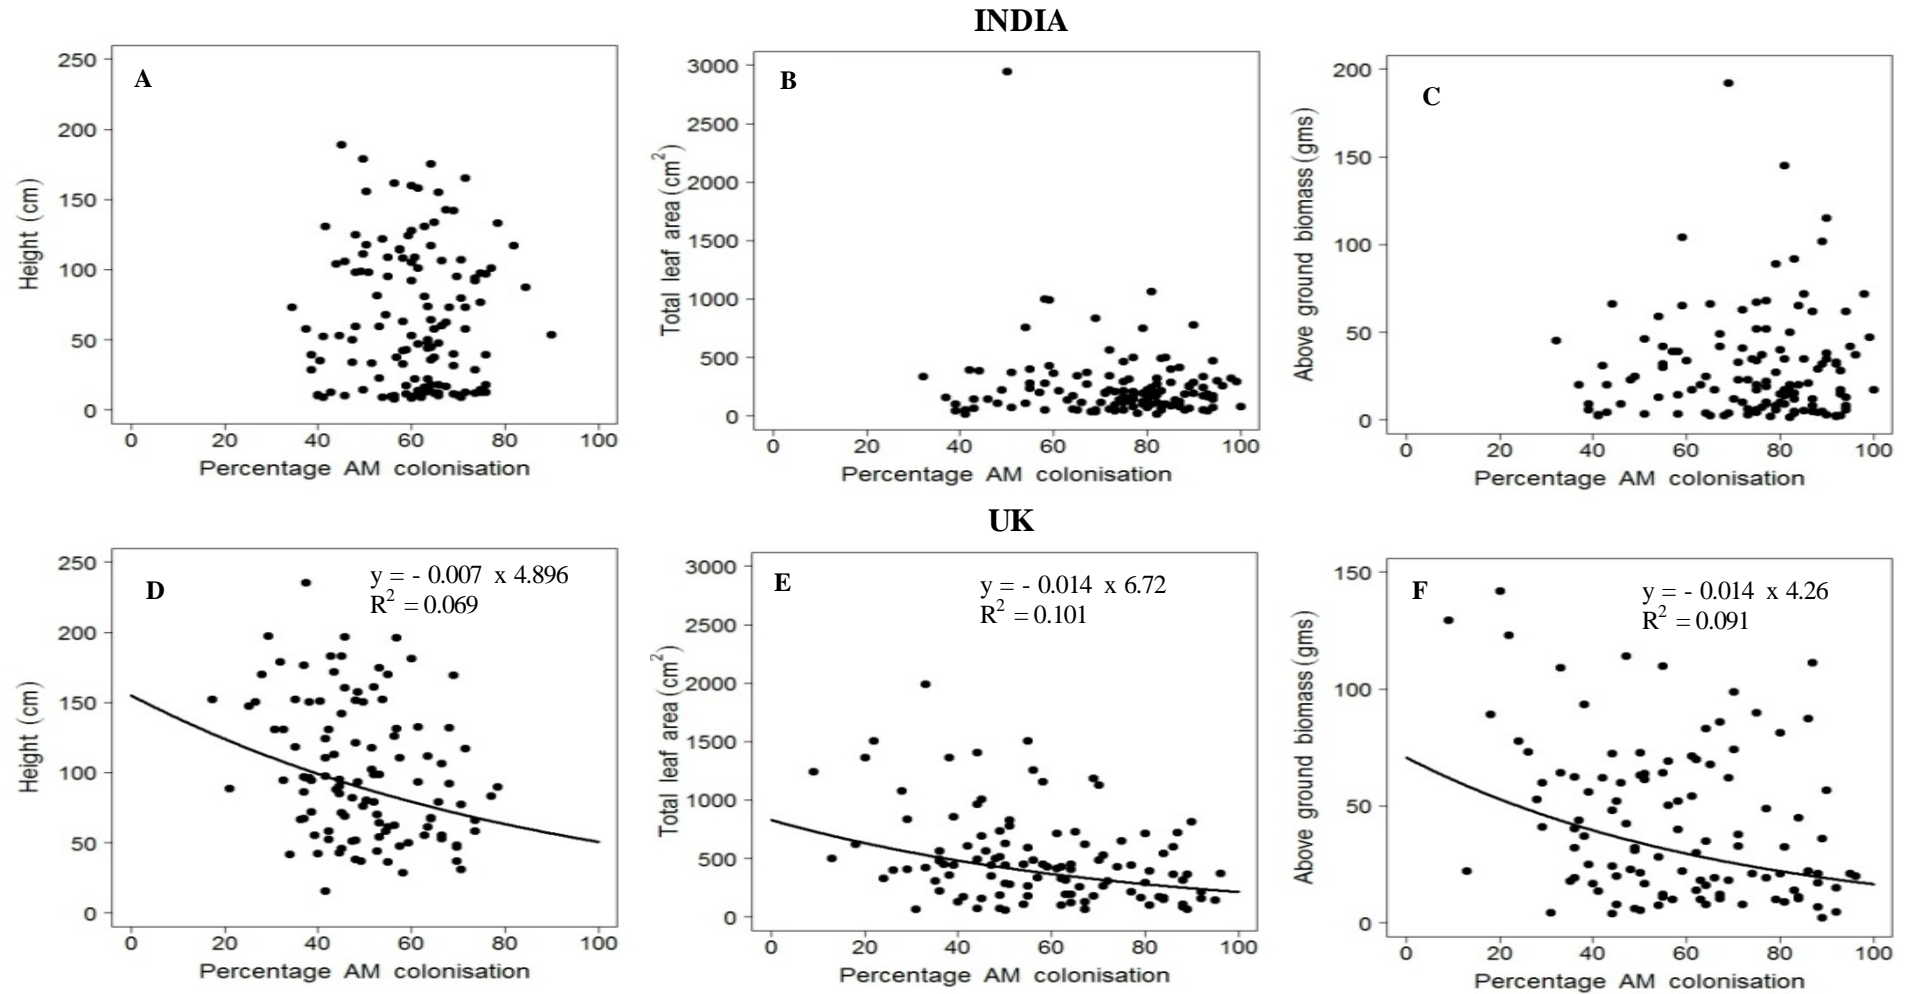 INDIA
A
Height (cm)
250
200
150
100
50
0
0 20 40 60 80 100
Percentage AM colonisation
B
Total leaf area (cm²)
3000
2500
2000
1500
1000
500
0
0 20 40 60 80 100
Percentage AM colonisation
C
Above ground biomass (gms)
200
150
100
50
0
0 20 40 60 80 100
Percentage AM colonisation
UK
D
y = - 0.007 x 4.896
R² = 0.069
Height (cm)
250
200
150
100
50
0
0 20 40 60 80 100
Percentage AM colonisation
E
y = - 0.014 x 6.72
R² = 0.101
Total leaf area (cm²)
3000
2500
2000
1500
1000
500
0
0 20 40 60 80 100
Percentage AM colonisation
F
y = - 0.014 x 4.26
R² = 0.091
Above ground biomass (gms)
150
100
50
0
0 20 40 60 80 100
Percentage AM colonisation